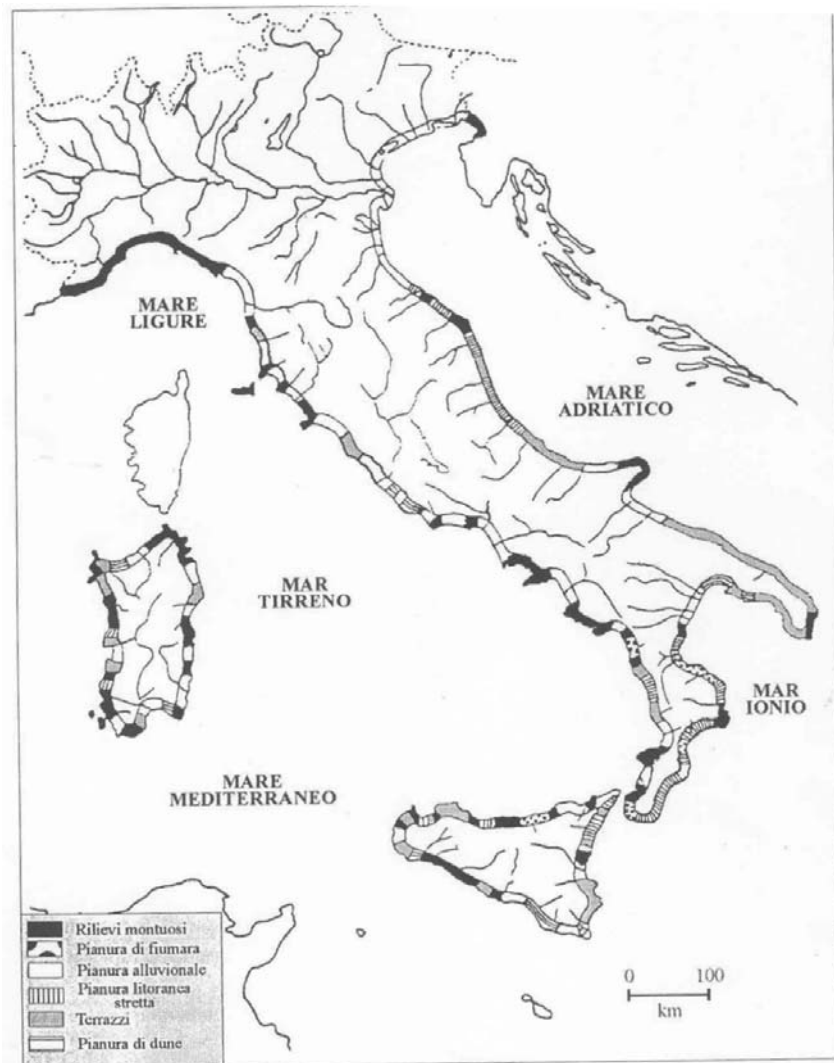 MARE
LIGURE
MARE
ADRIATICO
MAR
TIRRENO
MAR
IONIO
MARE
MEDITERRANEO
Rilievi montuosi
Pianura di fiumara
Pianura alluvionale
Pianura litoranea
stretta
Terrazzi
Pianura di dune
0 100
km